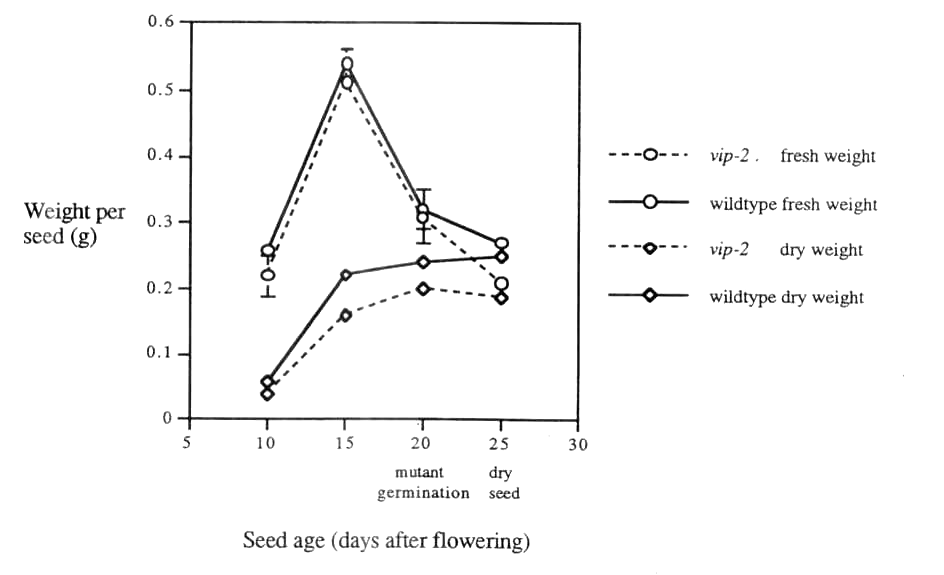 0.6
0.5
0.4
0.3
0.2
0.1
0
Weight per
seed (g)
5 10 15 20 25 30
mutant dry
germination seed
Seed age (days after flowering)
vip-2 . fresh weight
wildtype fresh weight
vip-2 dry weight
wildtype dry weight